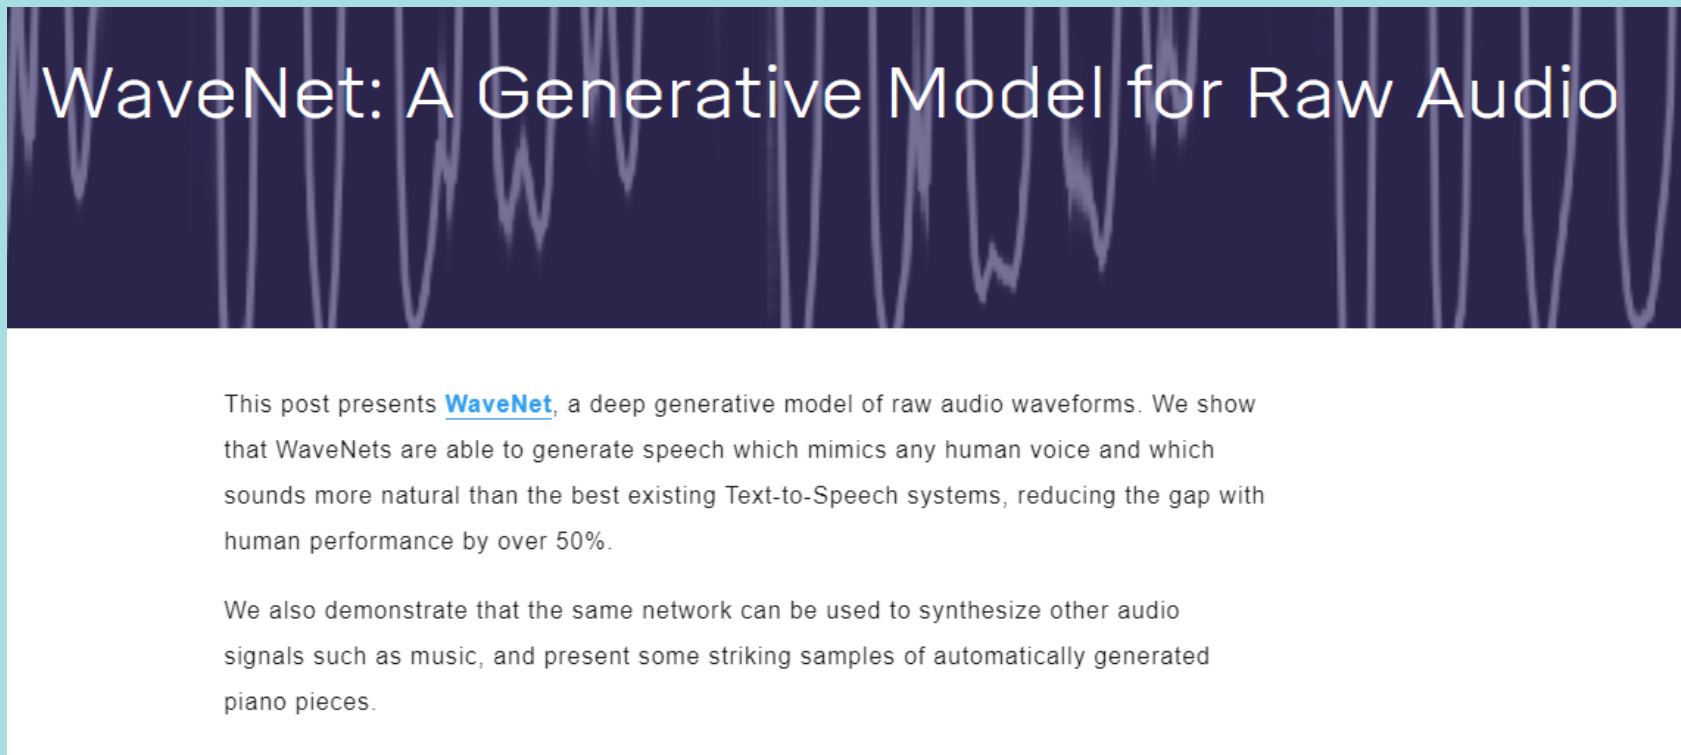 WaveNet: A Generative Model for Raw Audio
This post presents WaveNet, a deep generative model of raw audio waveforms. We show
that WaveNets are able to generate speech which mimics any human voice and which
sounds more natural than the best existing Text-to-Speech systems, reducing the gap with
human performance by over 50%.
We also demonstrate that the same network can be used to synthesize other audio
signals such as music, and present some striking samples of automatically generated
piano pieces.